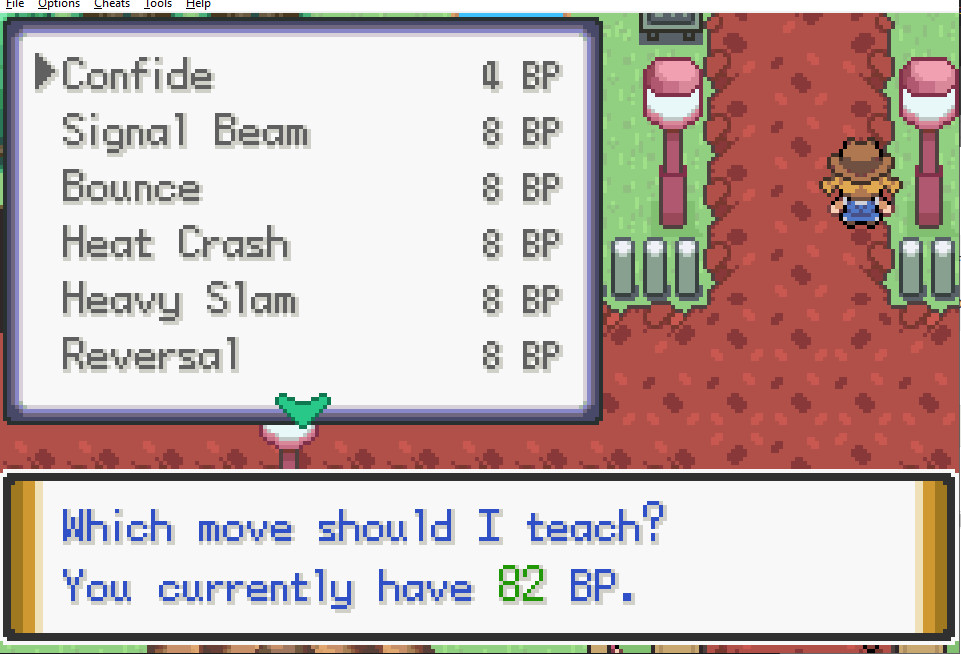 File Options Cheats Tools Help
Confide 4 BP
Signal Beam 8 BP
Bounce 8 BP
Heat Crash 8 BP
Heavy Slam 8 BP
Reversal 8 BP
Which move should I teach?
You currently have 82 BP.